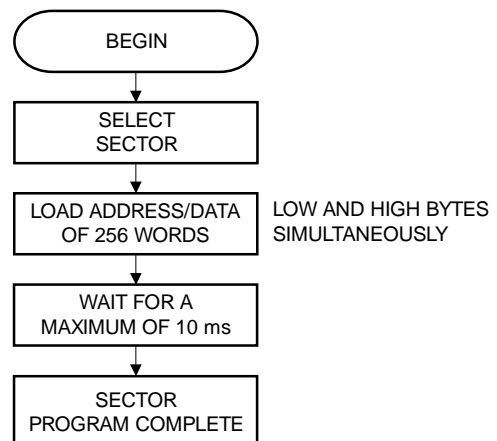 BEGIN
SELECT
SECTOR
LOAD ADDRESS/DATA
OF 256 WORDS
LOW AND HIGH BYTES
SIMULTANEOUSLY
WAIT FOR A
MAXIMUM OF 10 ms
SECTOR
PROGRAM COMPLETE